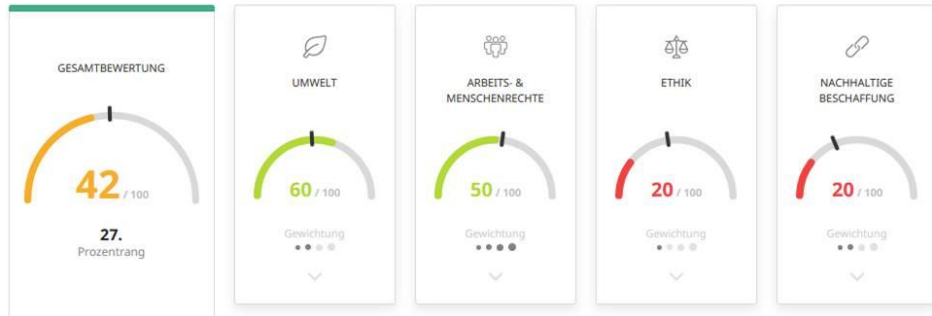 GESAMTBEWERTUNG
42 / 100
27.
Prozentrang
UMWELT
60 / 100
Gewichtung
ARBEITS- &
MENSCHENRECHTE
50 / 100
Gewichtung
ETHIK
20 / 100
Gewichtung
NACHHALTIGE
BESCHAFFUNG
20 / 100
Gewichtung